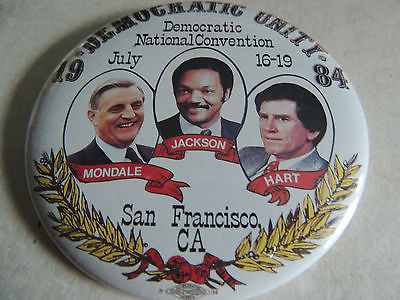 DEMOCRATIC UNITY
Democratic
National Convention
19 July 16-19 84
MONDALE JACKSON HART
San Francisco,
CA